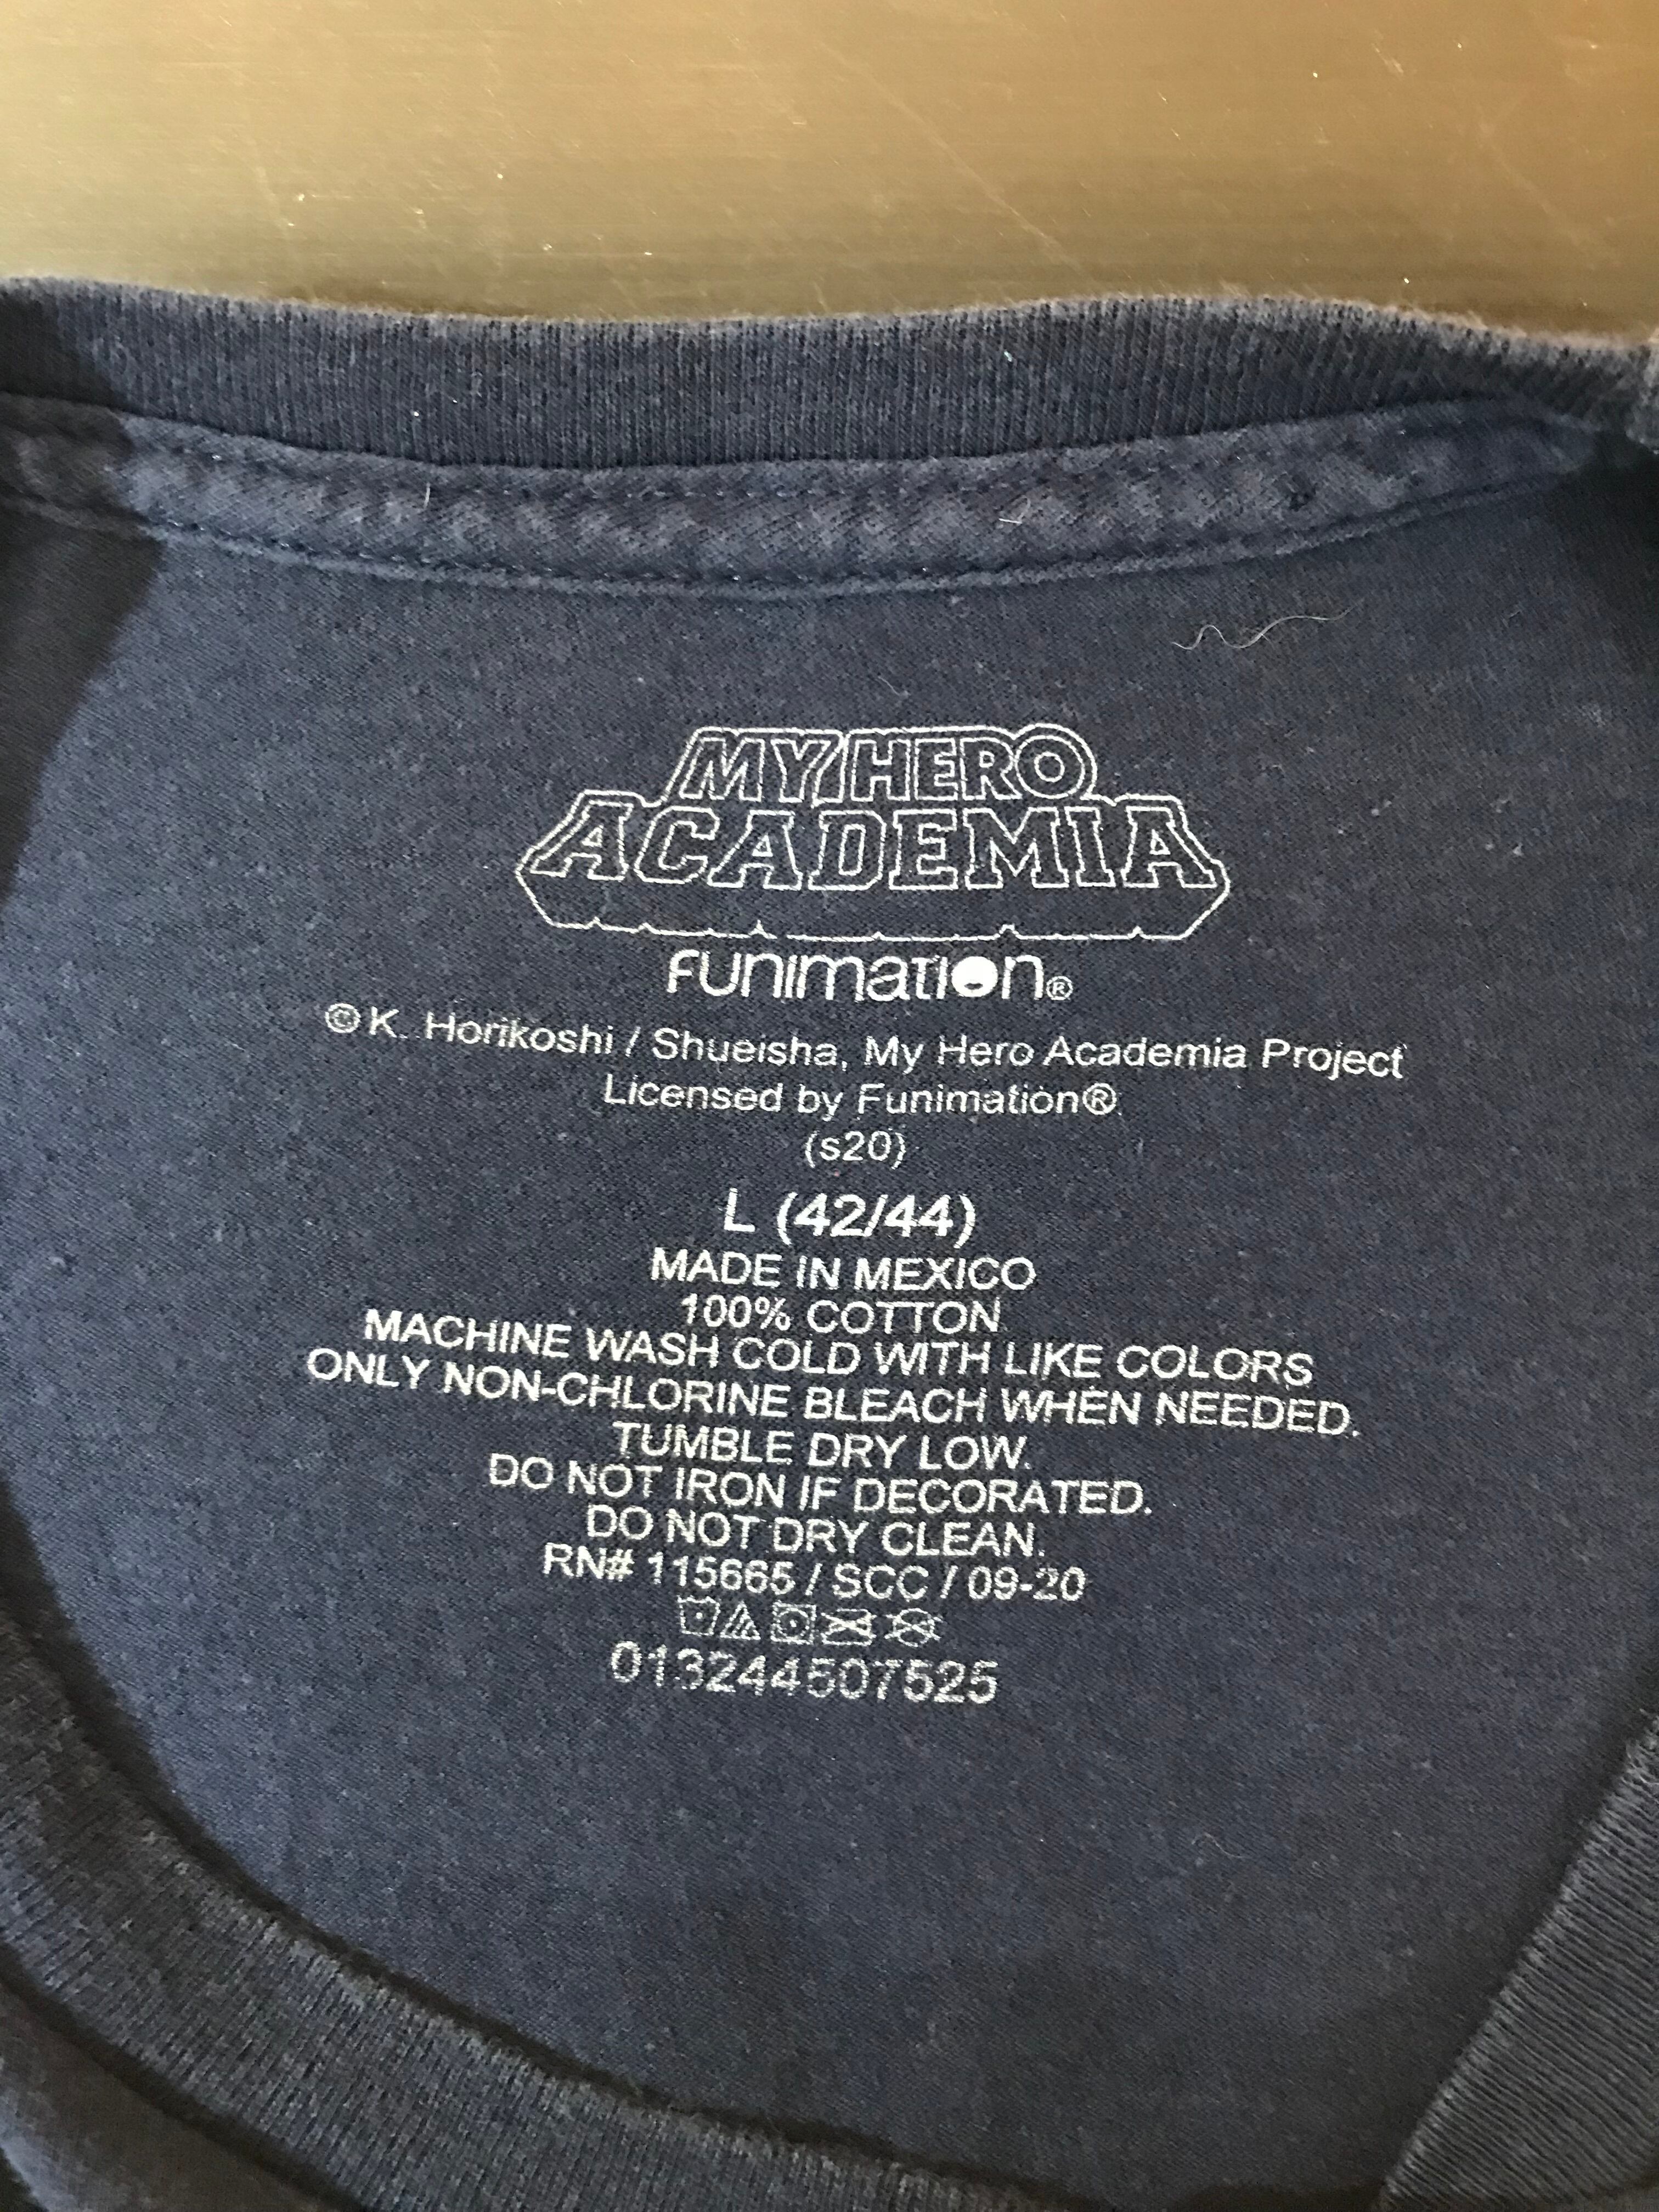 MY HERO
ACADEMIA
FUNIMATION®
© K. Horikoshi / Shueisha, My Hero Academia Project
Licensed by Funimation®
(s20)
L (42/44)
MADE IN MEXICO
100% COTTON
MACHINE WASH COLD WITH LIKE COLORS
ONLY NON-CHLORINE BLEACH WHEN NEEDED.
TUMBLE DRY LOW.
DO NOT IRON IF DECORATED.
DO NOT DRY CLEAN.
RN# 115665 / SCC / 09-20
013244507525